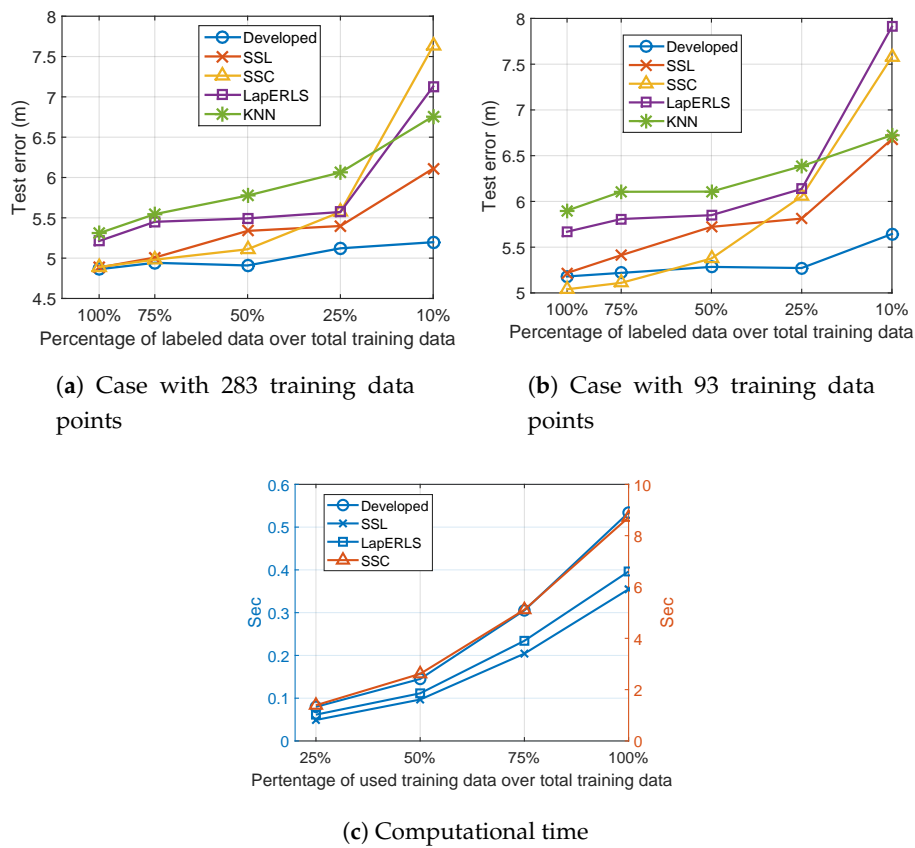 8
7.5
7
6.5
6
5.5
5
4.5
Test error (m)
Developed
SSL
SSC
LapERLS
KNN
100% 75% 50% 25% 10%
Percentage of labeled data over total training data
(a) Case with 283 training data
points
8
7.5
7
6.5
6
5.5
5
Test error (m)
Developed
SSL
SSC
LapERLS
KNN
100% 75% 50% 25% 10%
Percentage of labeled data over total training data
(b) Case with 93 training data
points
0.6
0.5
0.4
0.3
0.2
0.1
0
Sec
Developed
SSL
LapERLS
SSC
10
8
6
4
2
0
Sec
25% 50% 75% 100%
Pertentage of used training data over total training data
(c) Computational time